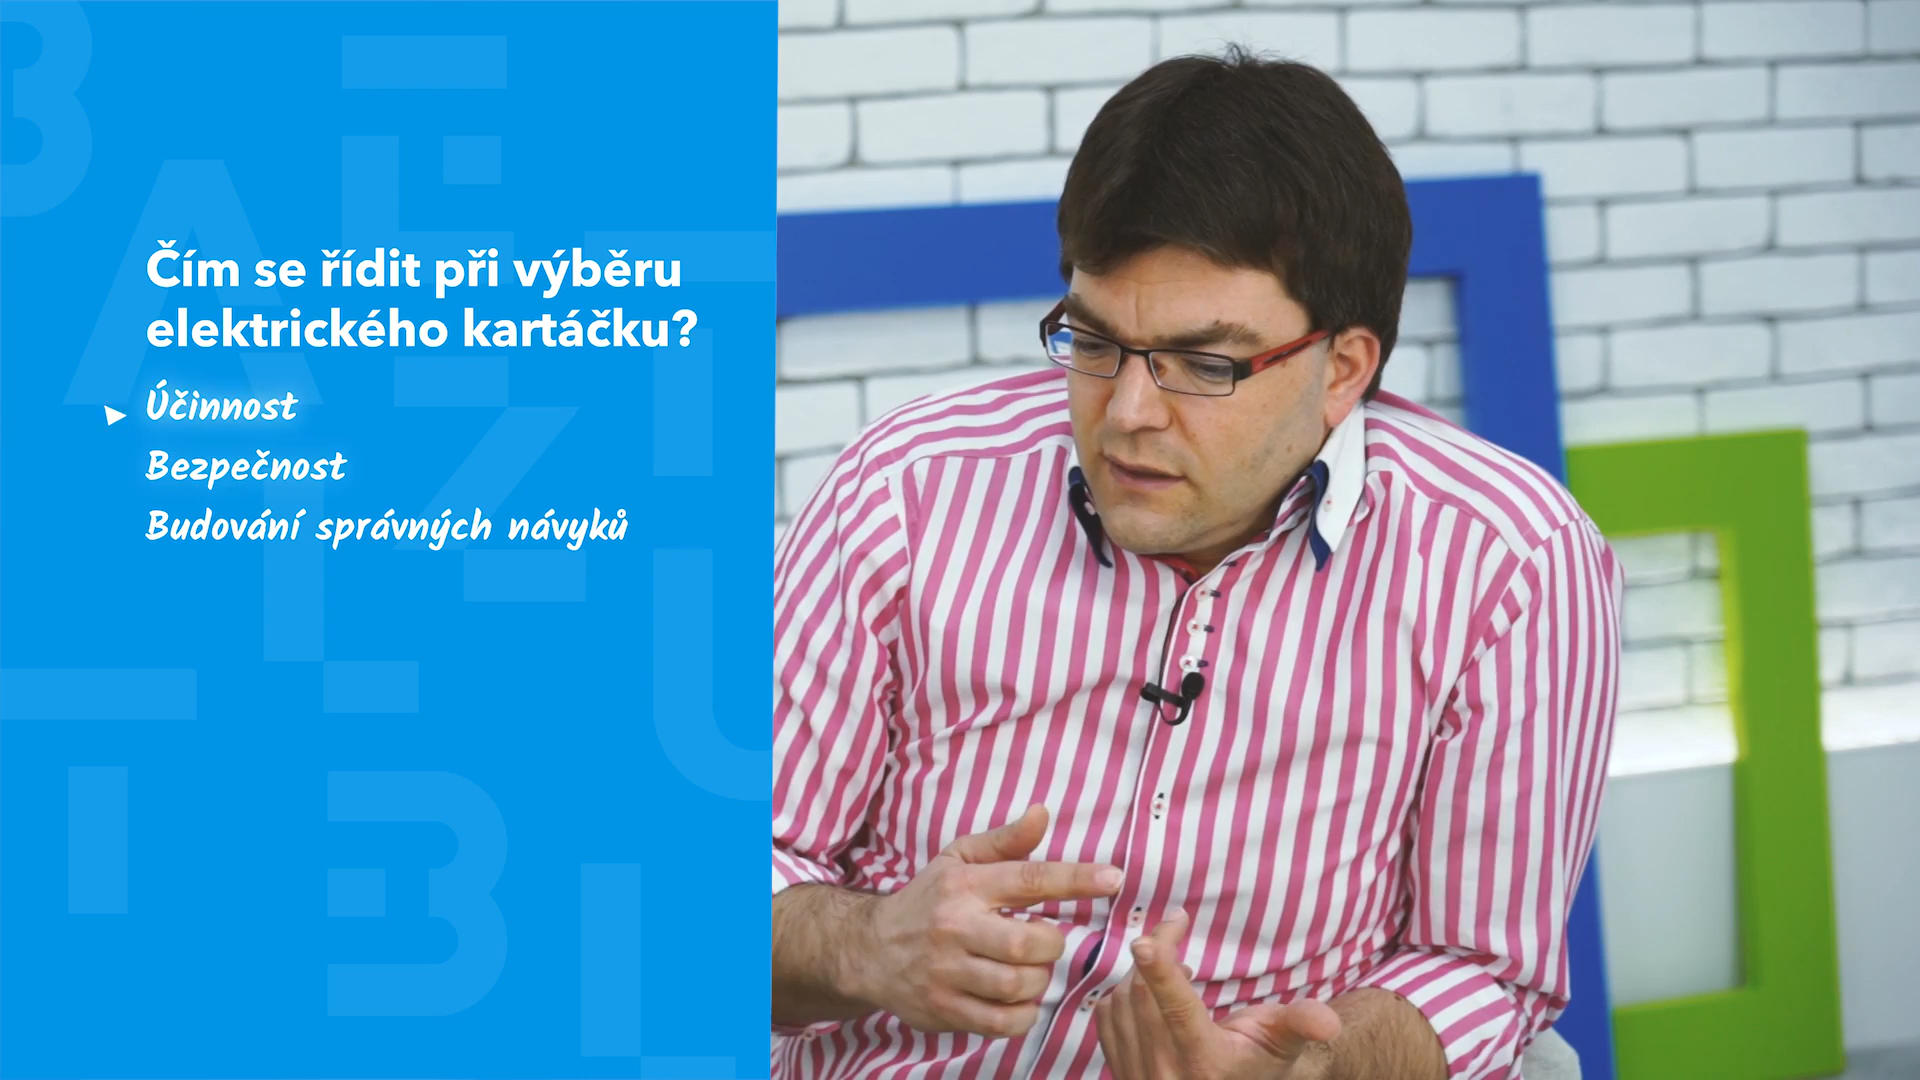 Čím se řídit při výběru
elektrického kartáčku?
Účinnost
Bezpečnost
Budování správných návyků